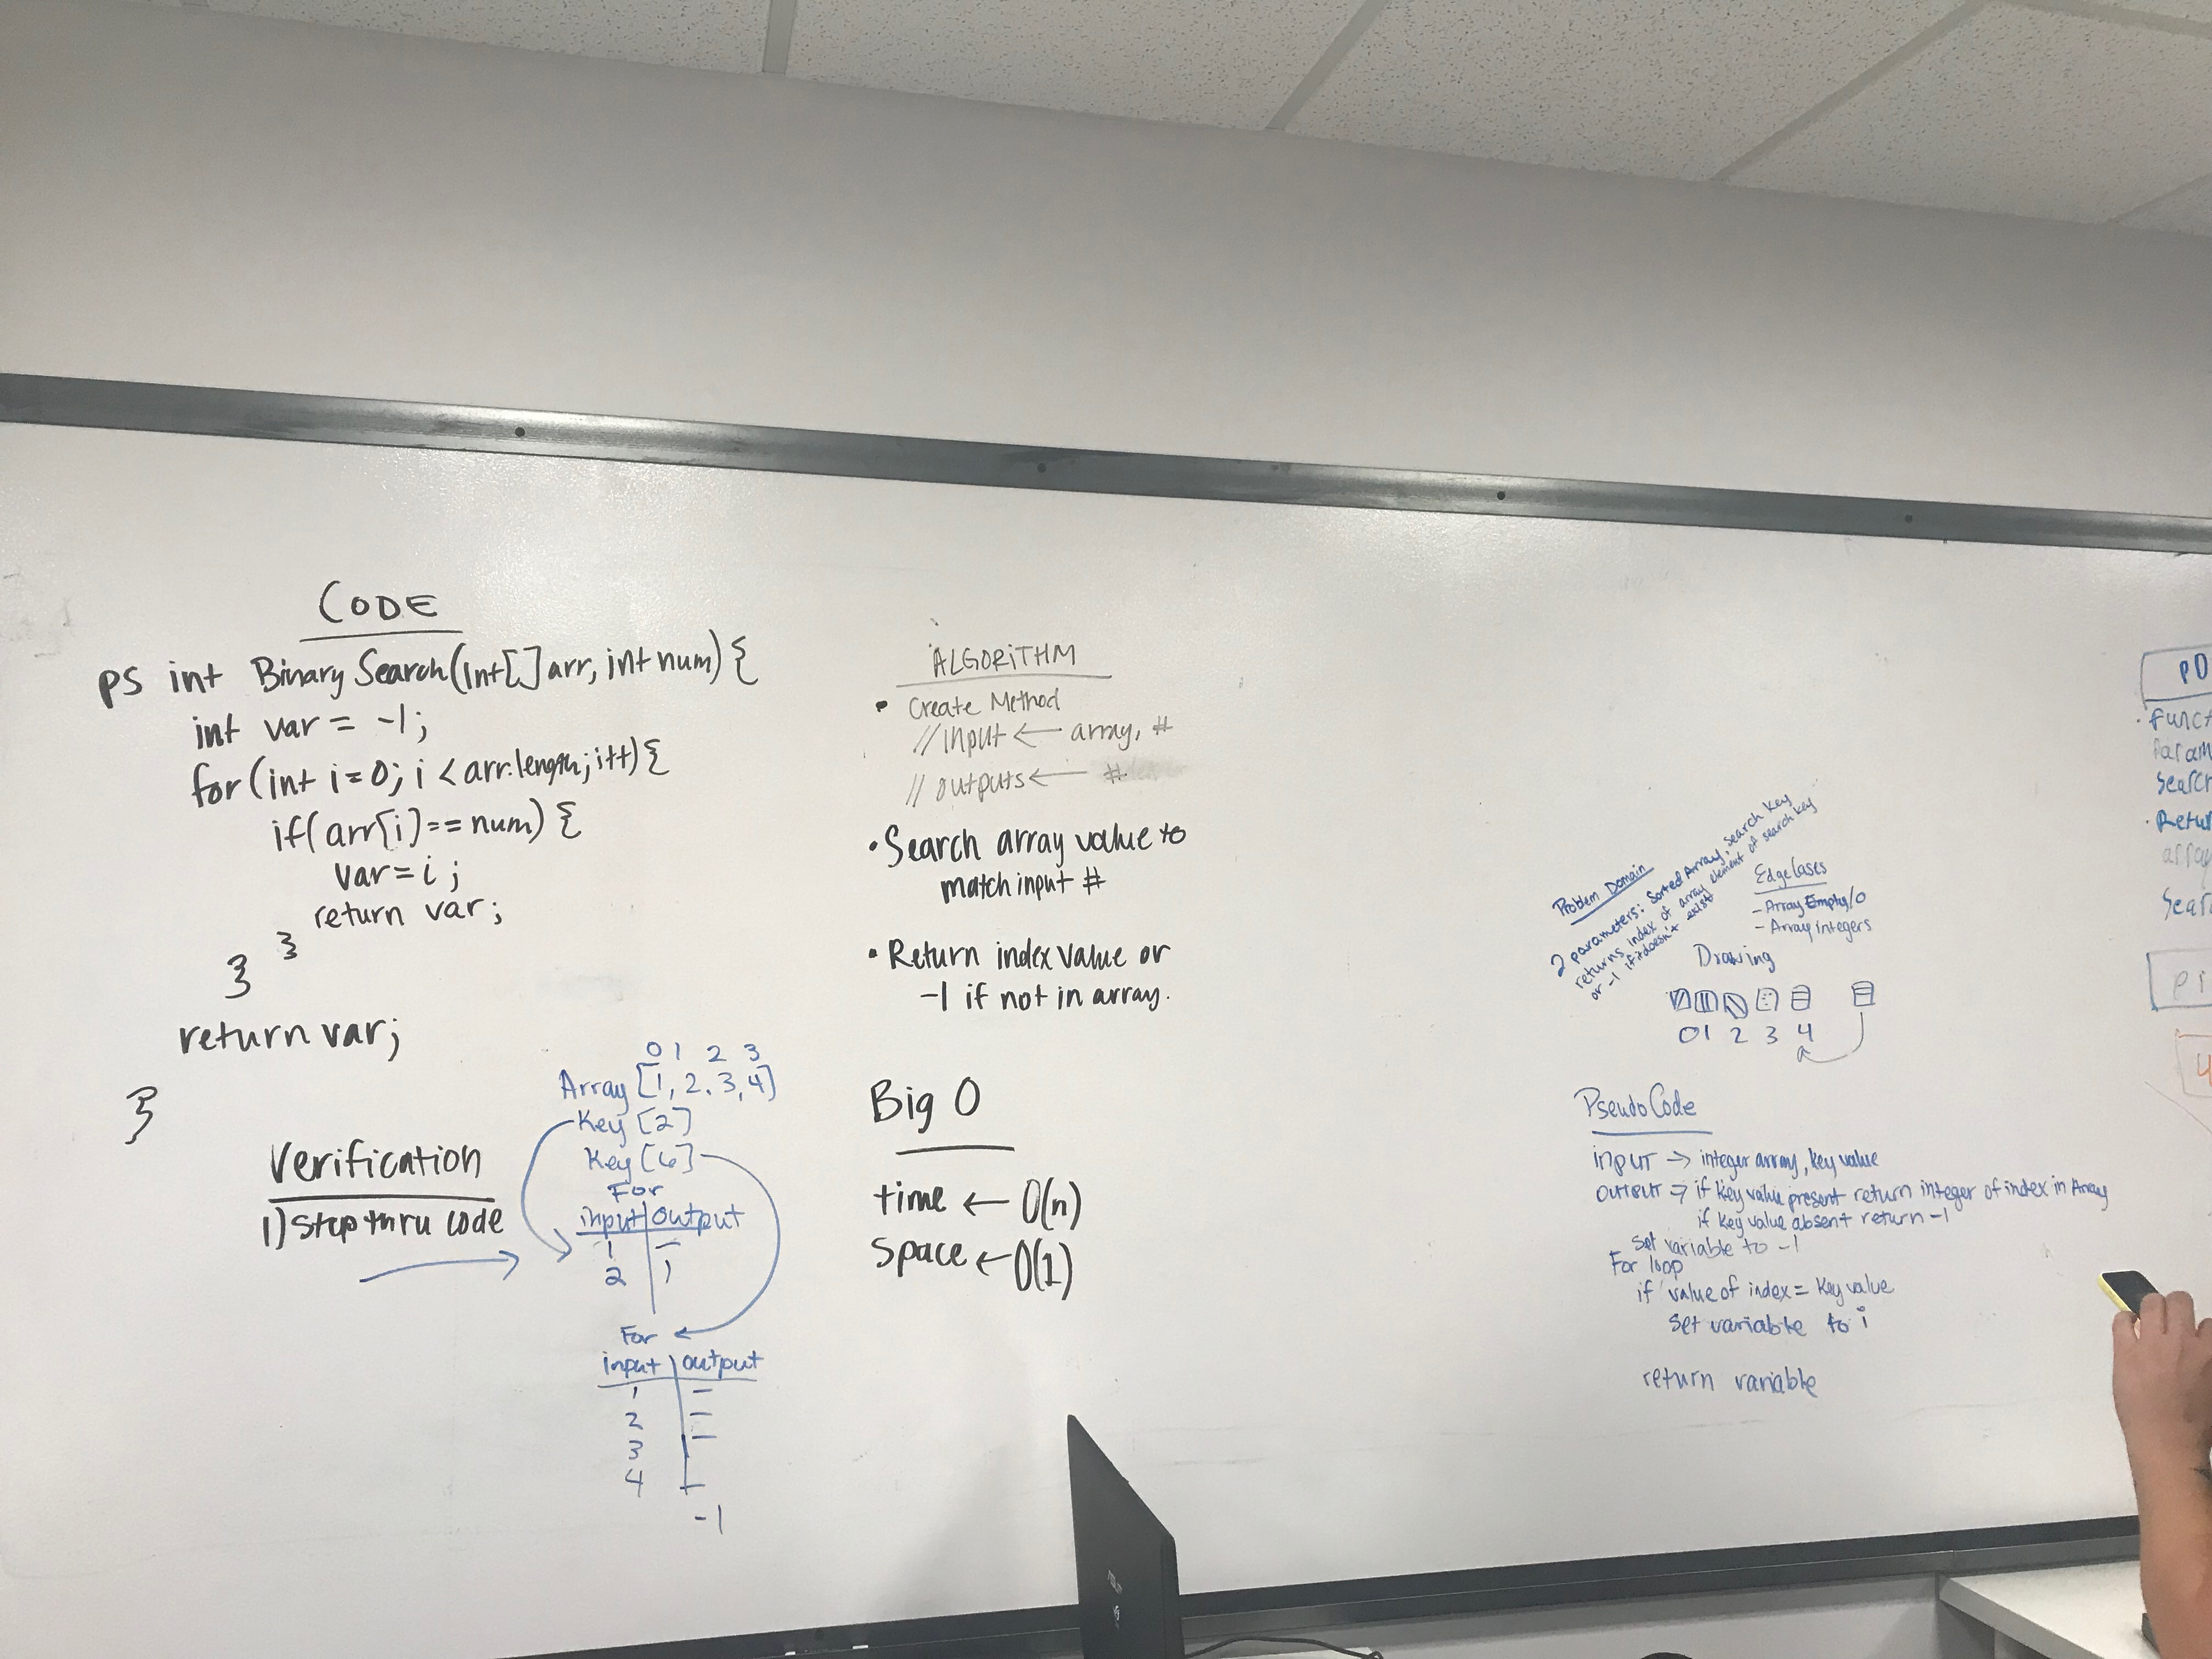 CODE
ps int Binary Search(int[] arr, int num) {
int var = -1;
for (int i = 0; i < arr.length; i++) {
if( arr[i] == num) {
var = i ;
return var;
}
}
return var;
}
Verification
1) Step thru code
0 1 2 3
Array [1, 2. 3, 4]
Key [2]
Key [6]
For
input | output
1 | –
2 | 1
For
input | output
1 –
2 –
3 –
4 –
-1
ALGORITHM
• Create Method
// input ← array, #
// outputs ← #
• Search array value to
match input #
• Return index value or
-1 if not in array.
Big O
time ← O(n)
Space ← O(1)
Problem Domain
2 parameters: Sorted Array, search key
returns index of array element of search key
or -1 if it doesn't exist
Edge Cases
- Array Empty/0
- Array integers
Drawing
0 1 2 3 4
Pseudo Code
INPUT → integer array, key value
OUTPUT → if key value present return integer of index in Array
if key value absent return -1
Set variable to -1
For loop
if value of index = key value
Set variable to i
return variable
PD
• Funct
Param
Search
• Retur
array
Sear
P
4